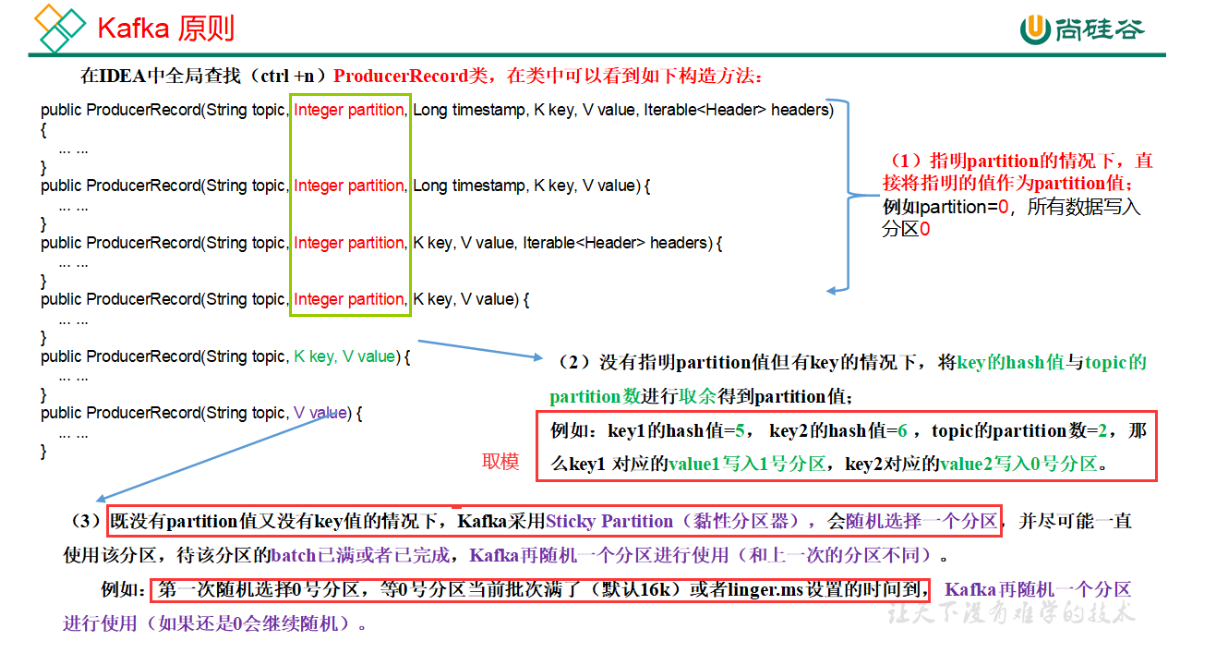 Kafka 原则
尚硅谷
在IDEA中全局查找（ctrl +n）ProducerRecord类，在类中可以看到如下构造方法：
public ProducerRecord(String topic, Integer partition, Long timestamp, K key, V value, Iterable<Header> headers)
{
... ...
}
public ProducerRecord(String topic, Integer partition, Long timestamp, K key, V value) {
... ...
}
public ProducerRecord(String topic, Integer partition, K key, V value, Iterable<Header> headers) {
... ...
}
public ProducerRecord(String topic, Integer partition, K key, V value) {
... ...
}
public ProducerRecord(String topic, K key, V value) {
... ...
}
public ProducerRecord(String topic, V value) {
... ...
}
（1）指明partition的情况下，直
接将指明的值作为partition值；
例如partition=0，所有数据写入
分区0
（2）没有指明partition值但有key的情况下，将key的hash值与topic的
partition数进行取余得到partition值；
例如：key1的hash值=5， key2的hash值=6 ，topic的partition数=2，那
么key1 对应的value1写入1号分区，key2对应的value2写入0号分区。
取模
（3）既没有partition值又没有key值的情况下，Kafka采用Sticky Partition（黏性分区器），会随机选择一个分区，并尽可能一直
使用该分区，待该分区的batch已满或者已完成，Kafka再随机一个分区进行使用（和上一次的分区不同）。
例如：第一次随机选择0号分区，等0号分区当前批次满了（默认16k）或者linger.ms设置的时间到， Kafka再随机一个分区
进行使用（如果还是0会继续随机）。
让天下没有难学的技术